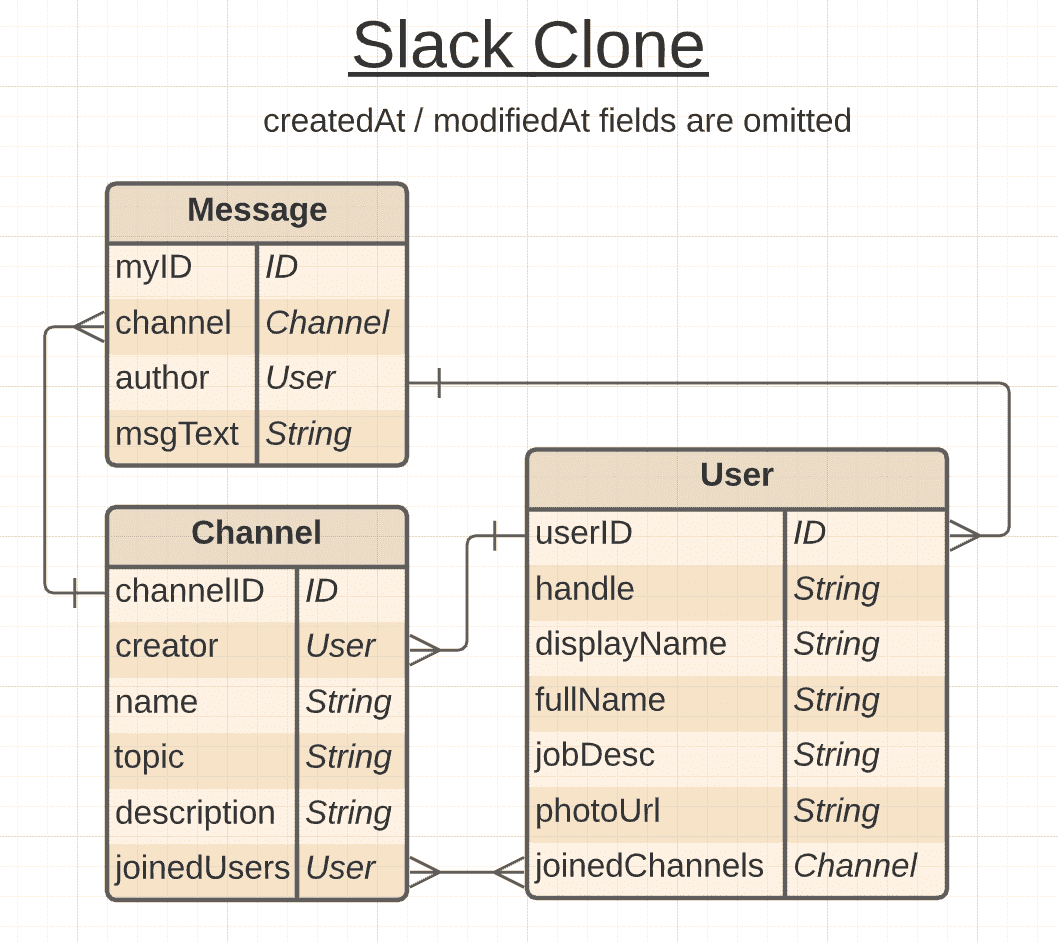 Slack Clone
createdAt / modifiedAt fields are omitted
Message
myID ID
channel Channel
author User
msgText String
Channel
channelID ID
creator User
name String
topic String
description String
joinedUsers User
User
userID ID
handle String
displayName String
fullName String
jobDesc String
photoUrl String
joinedChannels Channel